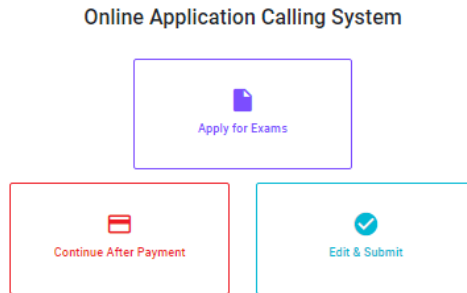 Online Application Calling System
Apply for Exams
Continue After Payment
Edit & Submit